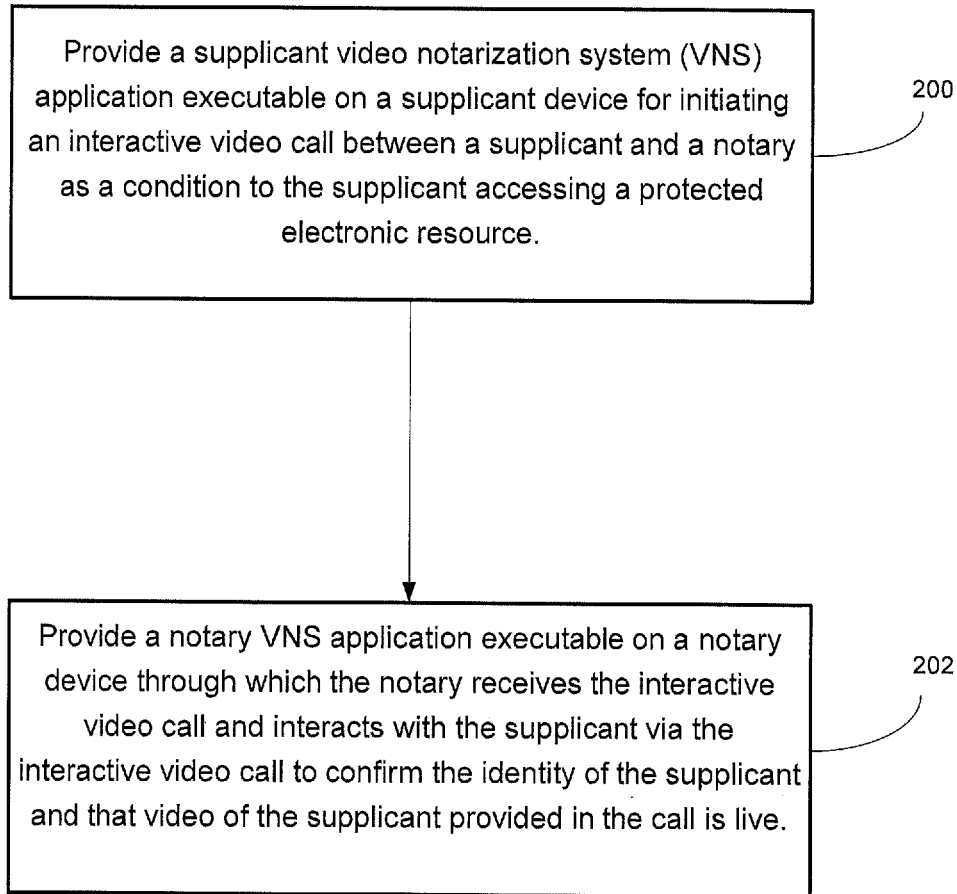 Provide a supplicant video notarization system (VNS)
application executable on a supplicant device for initiating
an interactive video call between a supplicant and a notary
as a condition to the supplicant accessing a protected
electronic resource.
200
Provide a notary VNS application executable on a notary
device through which the notary receives the interactive
video call and interacts with the supplicant via the
interactive video call to confirm the identity of the supplicant
and that video of the supplicant provided in the call is live.
202